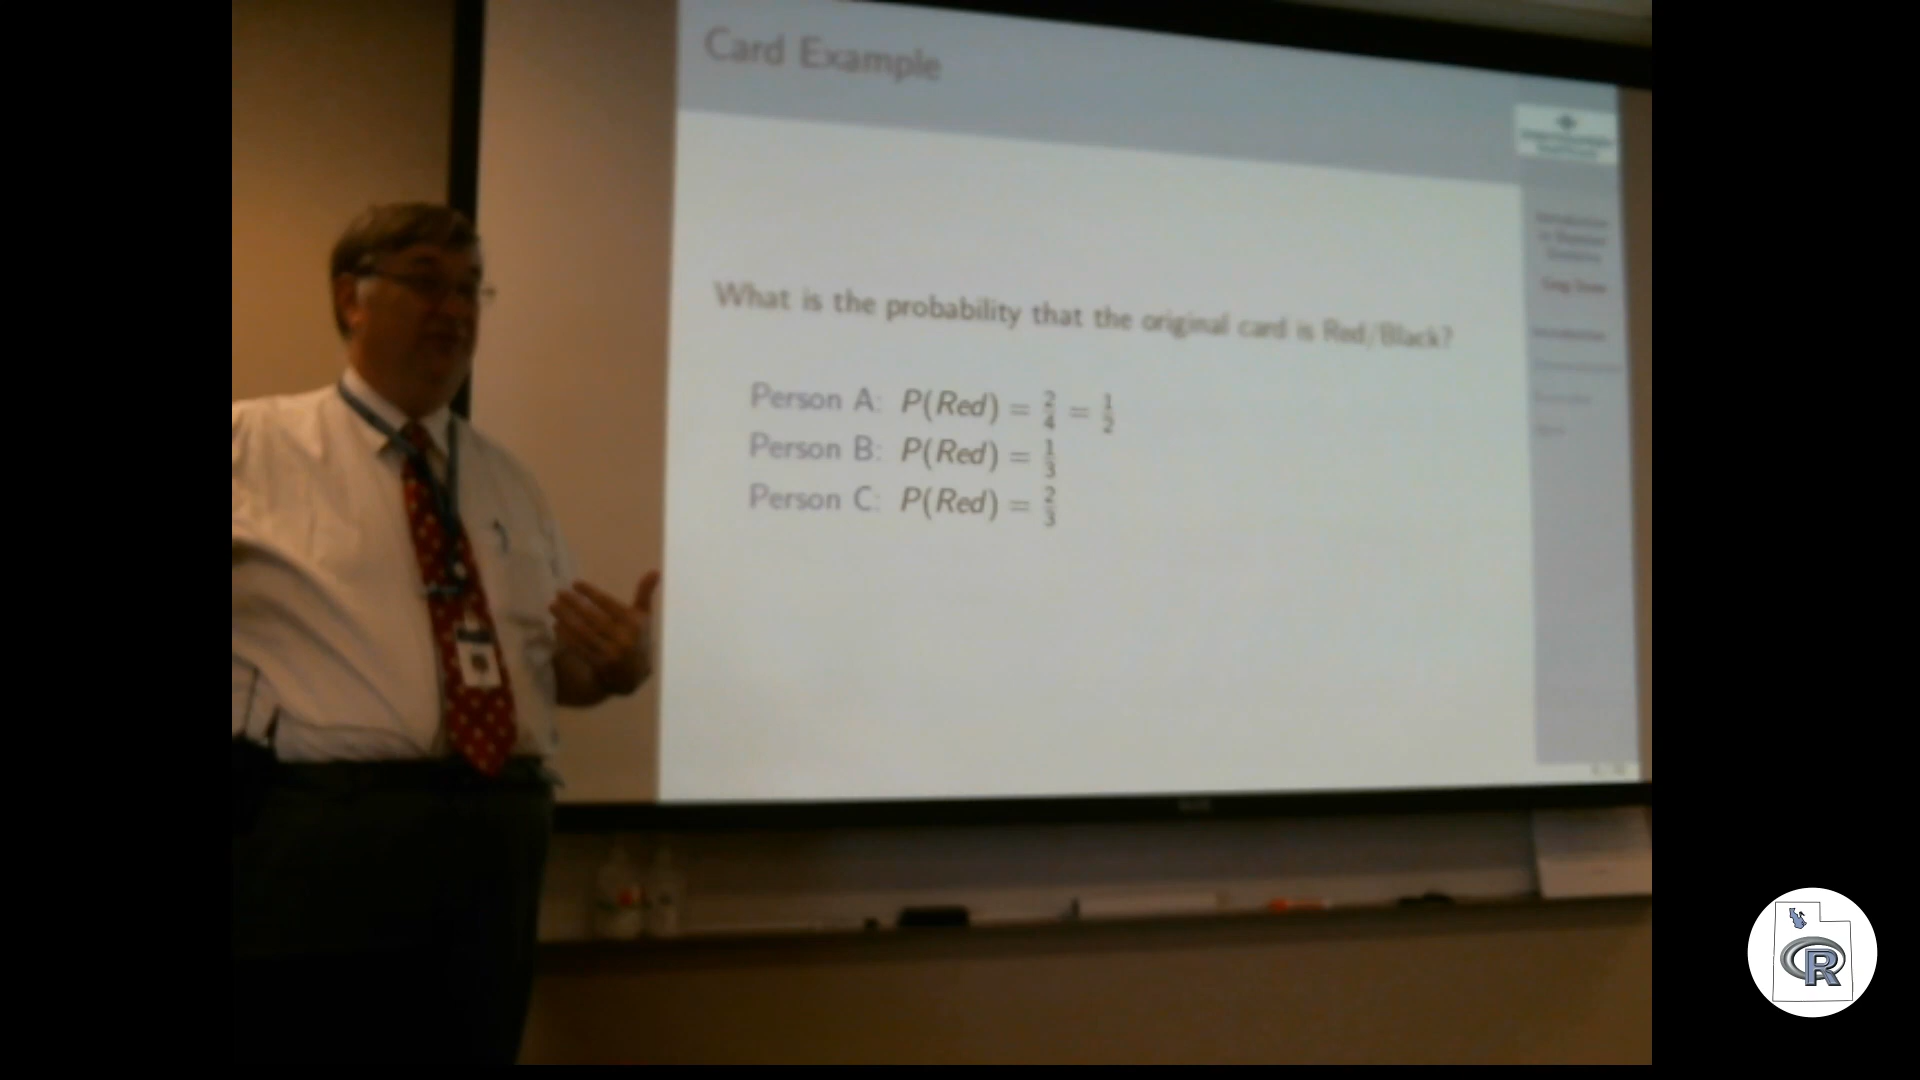 Card Example
What is the probability that the original card is Red/Black?
Person A: P(Red) = 2/4 = 1/2
Person B: P(Red) = 1/3
Person C: P(Red) = 2/3
Introduction
R